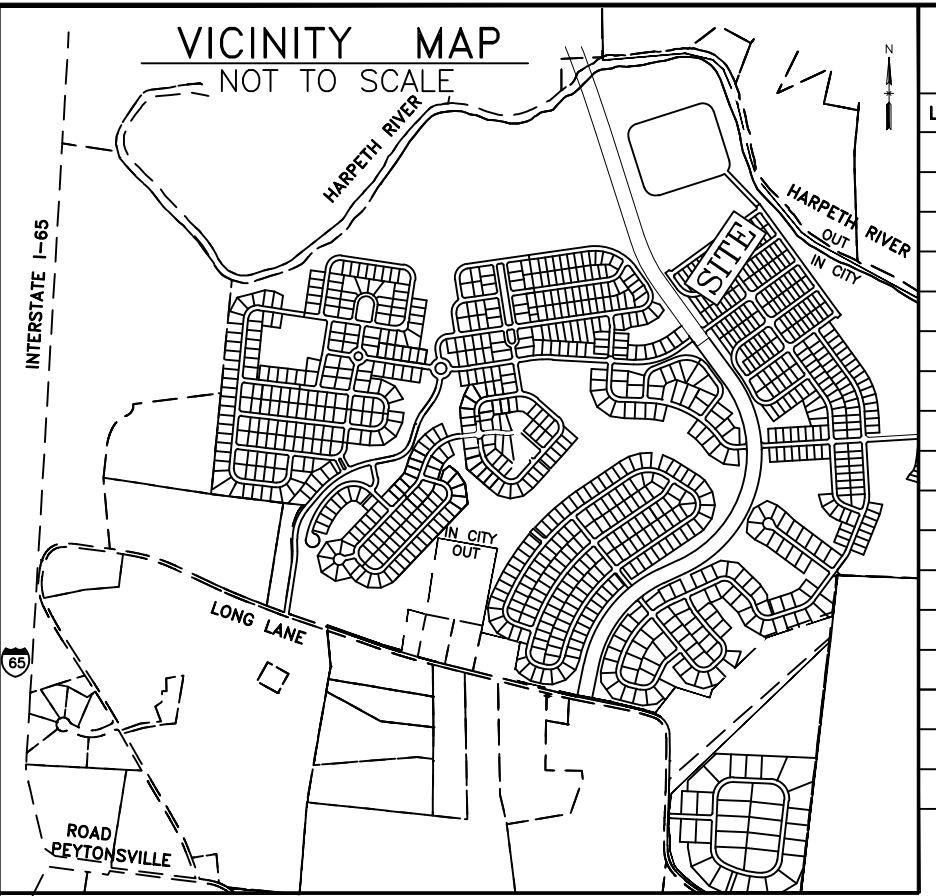 VICINITY MAP
NOT TO SCALE
N
L
HARPETH RIVER
HARPETH RIVER
OUT
IN CITY
SITE
INTERSTATE I-65
IN CITY
OUT
LONG LANE
65
ROAD
PEYTONSVILLE